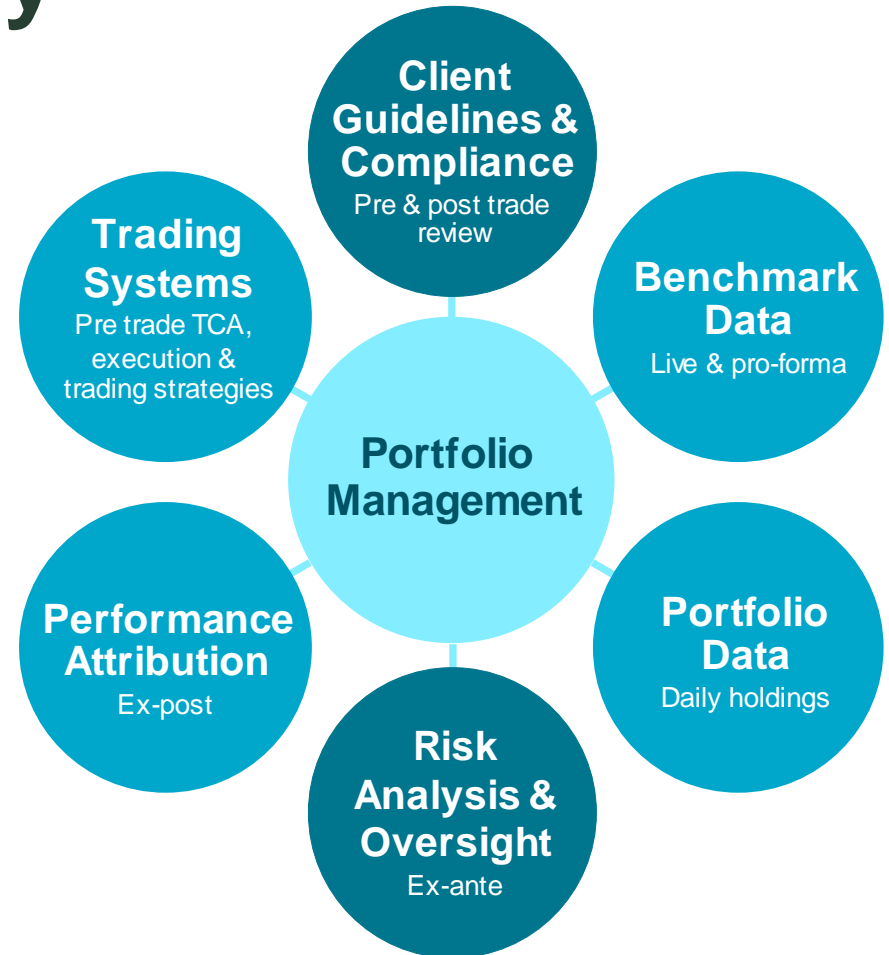 y
Client
Guidelines &
Compliance
Pre & post trade
review
Trading
Systems
Pre trade TCA,
execution &
trading strategies
Benchmark
Data
Live & pro-forma
Portfolio
Management
Performance
Attribution
Ex-post
Portfolio
Data
Daily holdings
Risk
Analysis &
Oversight
Ex-ante